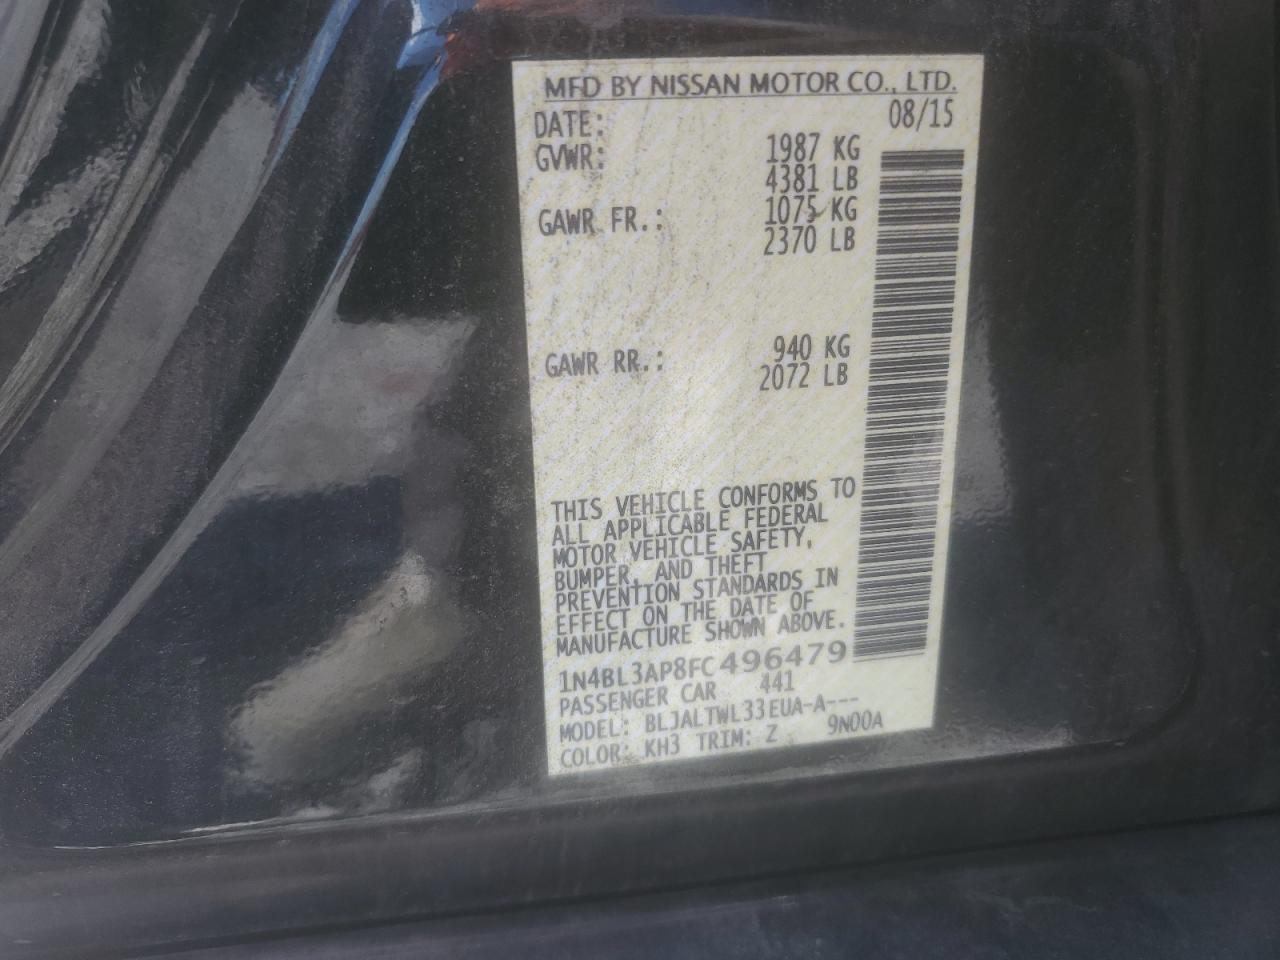 MFD BY NISSAN MOTOR CO., LTD.
DATE: 08/15
GVWR: 1987 KG
4381 LB
GAWR FR.: 1075 KG
2370 LB
GAWR RR.: 940 KG
2072 LB
THIS VEHICLE CONFORMS TO
ALL APPLICABLE FEDERAL
MOTOR VEHICLE SAFETY,
BUMPER, AND THEFT
PREVENTION STANDARDS IN
EFFECT ON THE DATE OF
MANUFACTURE SHOWN ABOVE.
1N4BL3AP8FC496479
PASSENGER CAR 441
MODEL: BLJALTWL33EUA-A---
COLOR: KH3 TRIM: Z 9N00A